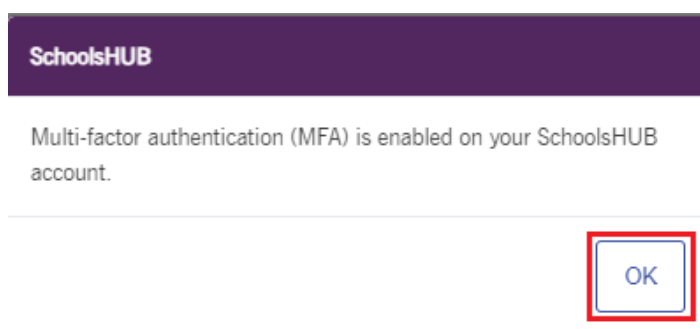 SchoolsHUB
Multi-factor authentication (MFA) is enabled on your SchoolsHUB
account.
OK